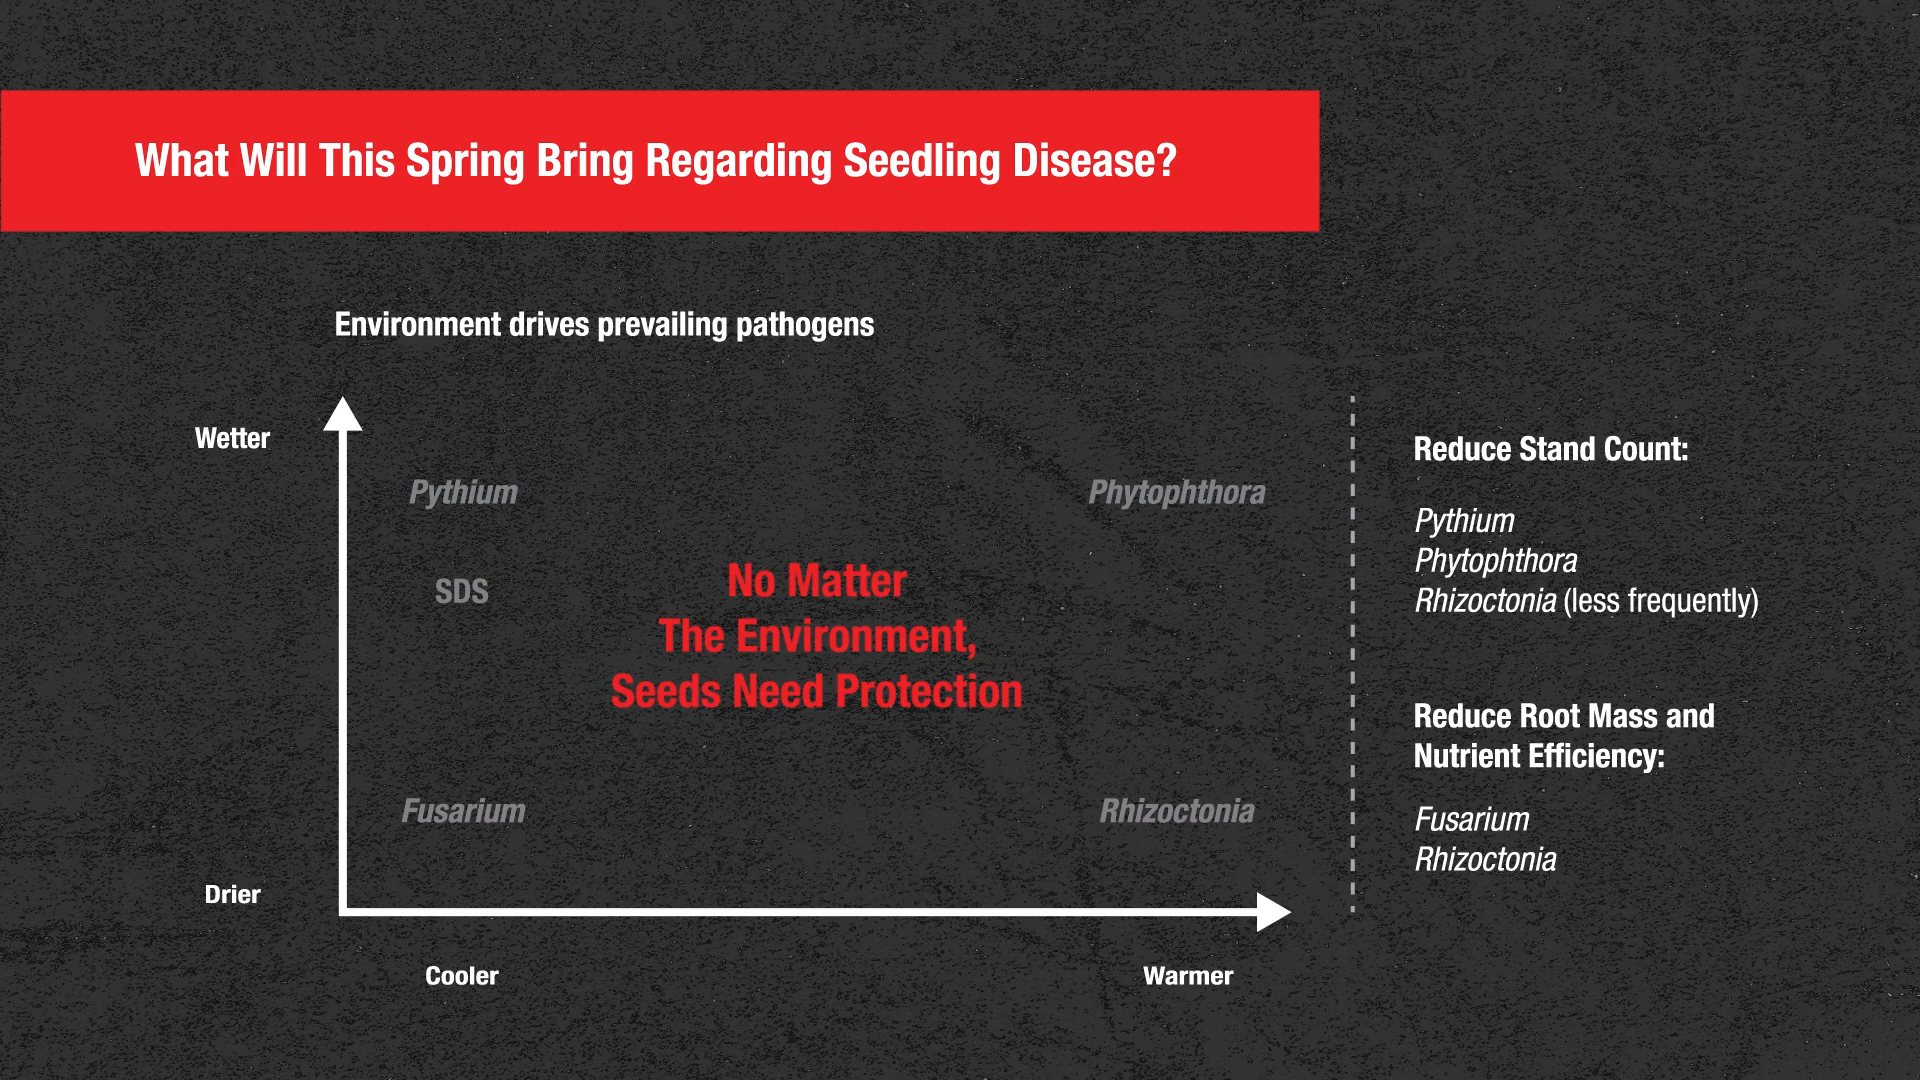 What Will This Spring Bring Regarding Seedling Disease?
Environment drives prevailing pathogens
Wetter
Pythium
Phytophthora
SDS
No Matter
The Environment,
Seeds Need Protection
Fusarium
Rhizoctonia
Drier
Cooler
Warmer
Reduce Stand Count:
Pythium
Phytophthora
Rhizoctonia (less frequently)
Reduce Root Mass and
Nutrient Efficiency:
Fusarium
Rhizoctonia